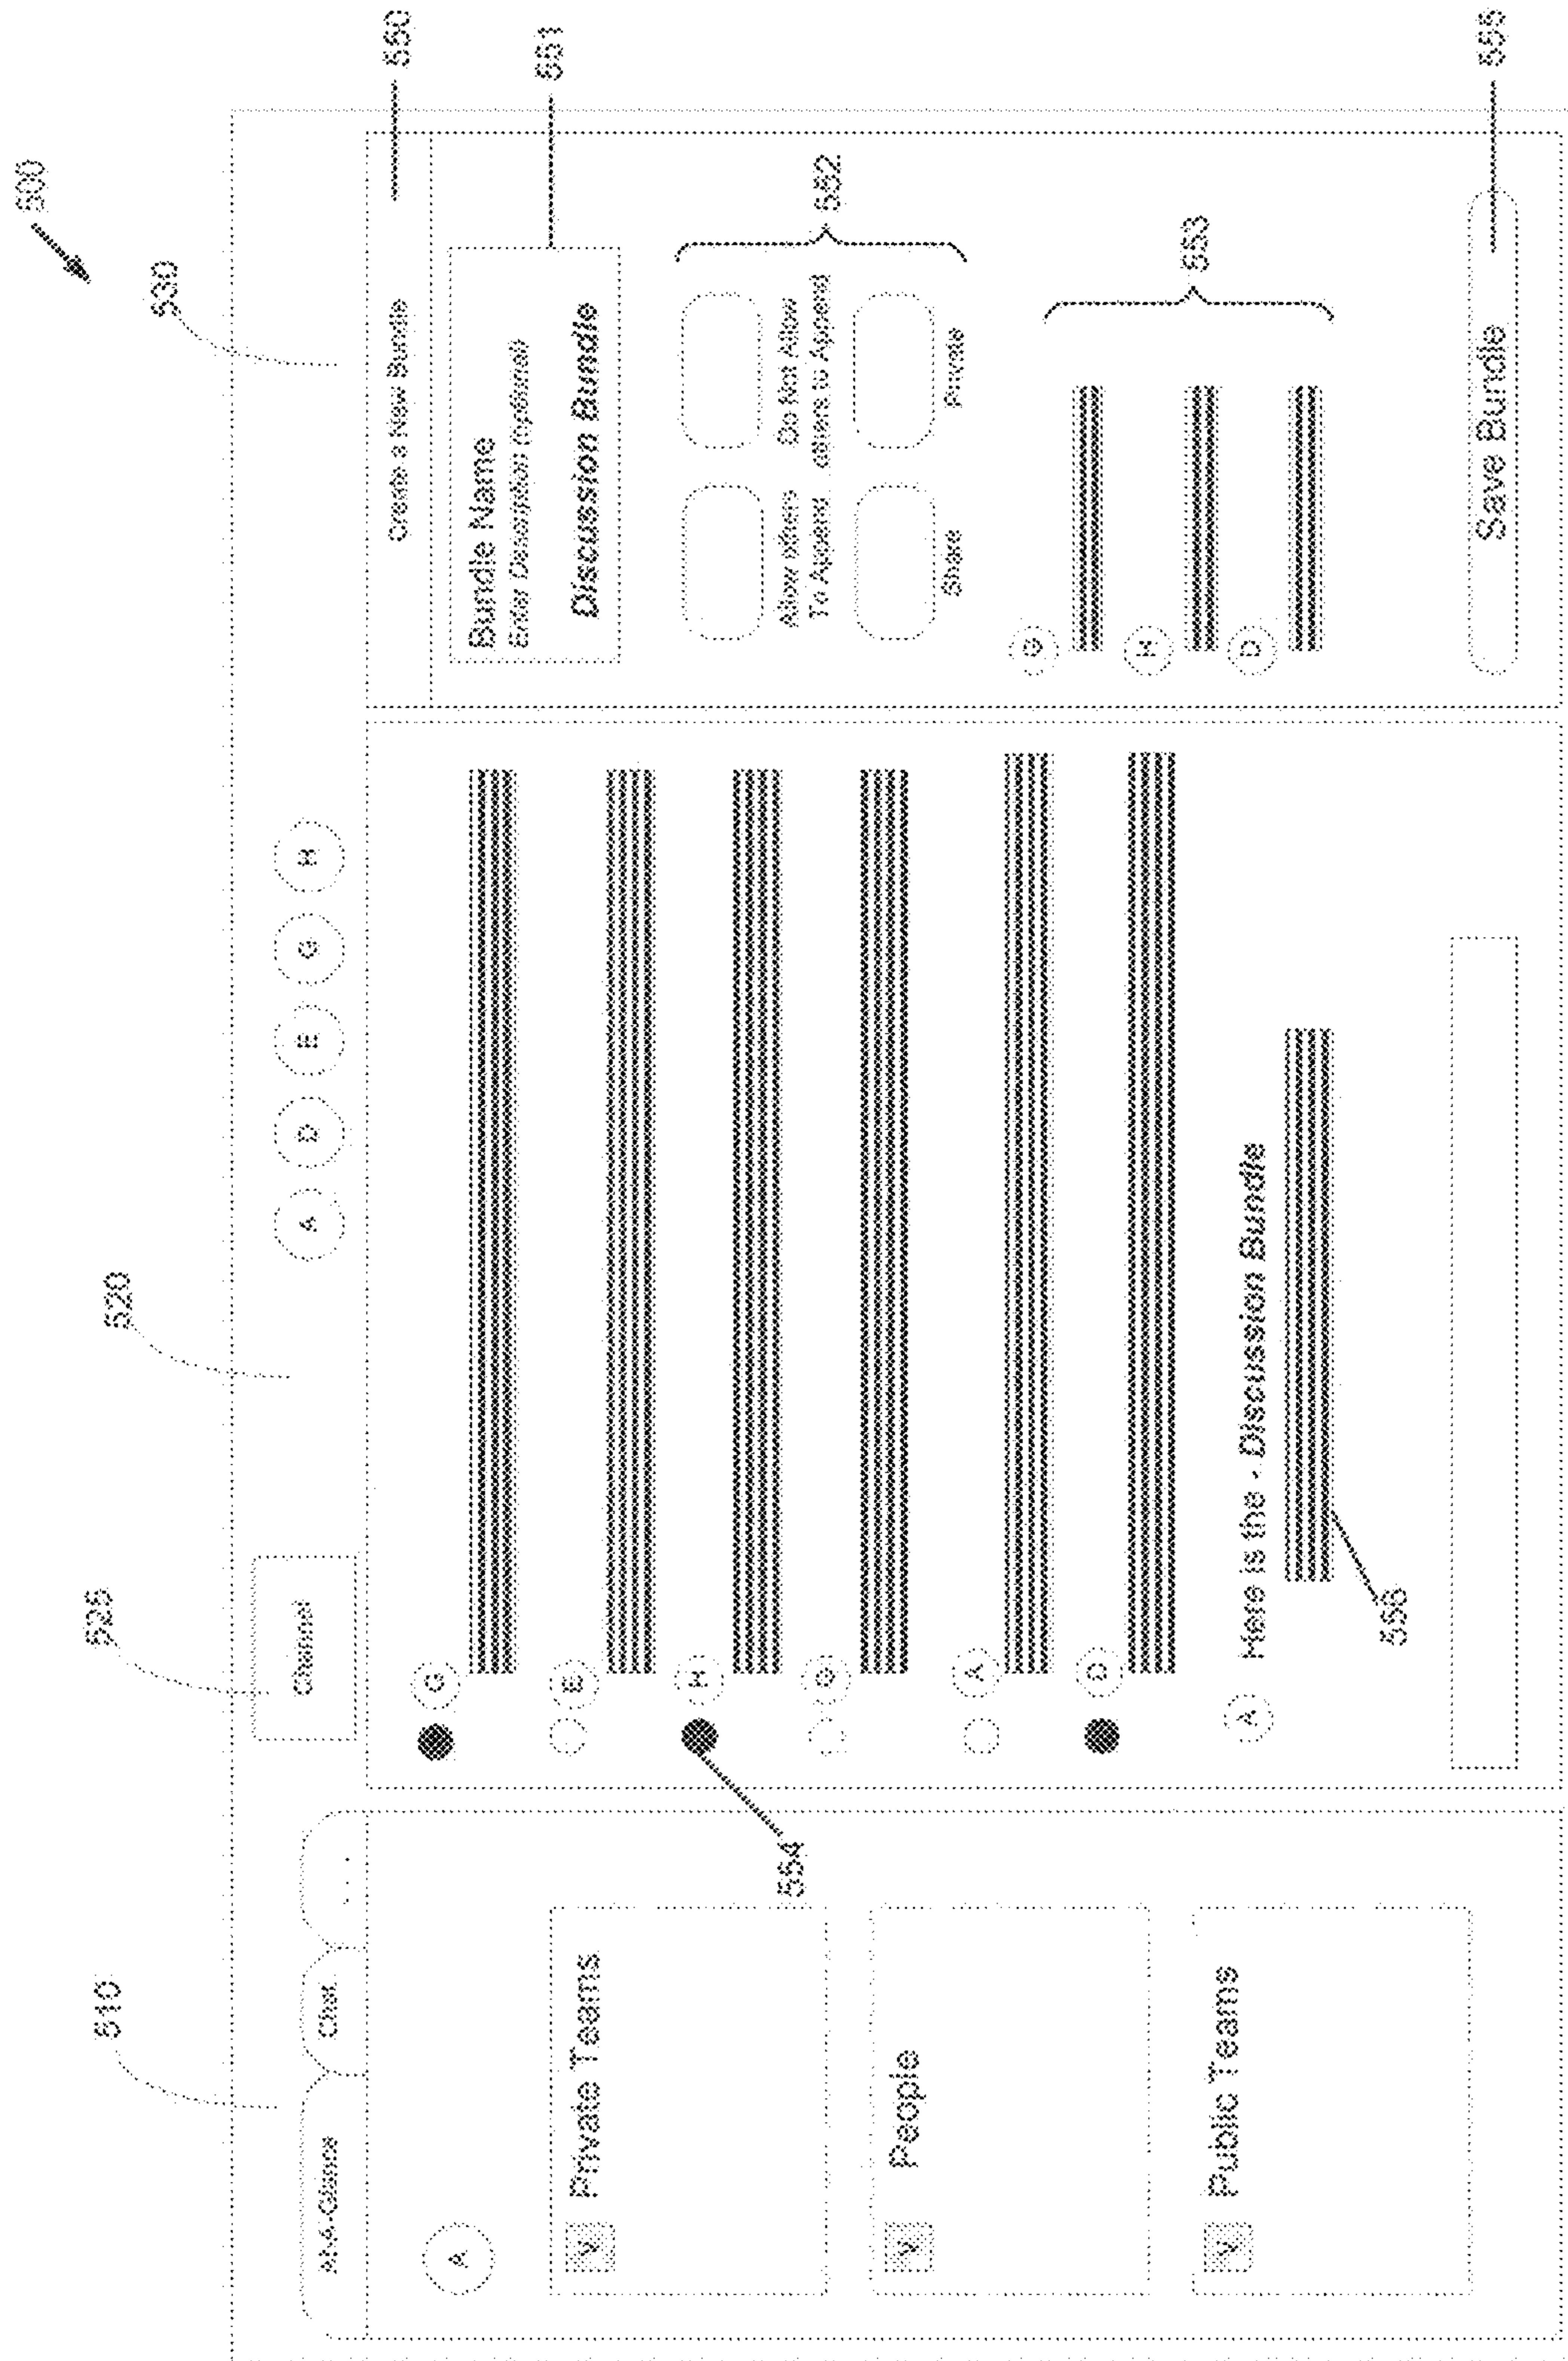 500
510
525
520
530
At-A-Glance
Chat
. . .
Channel
A
D
E
G
H
Create a New Bundle
550
A
V Private Teams
V People
V Public Teams
G
E
H
G
A
D
554
A Here is the - Discussion Bundle
556
Bundle Name
Enter Description (optional)
Discussion Bundle
551
Allow others
To Append
Do Not Allow
others to Append
Share
Private
552
G
H
D
553
Save Bundle
555